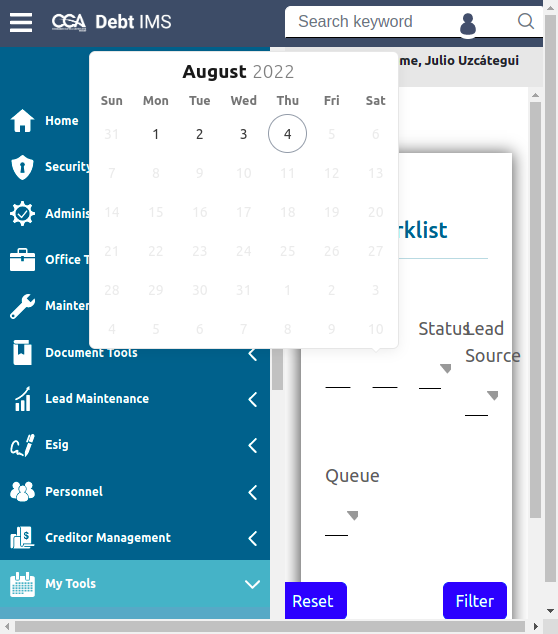 CGA Debt IMS
Search keyword
me, Julio Uzcátegui
August 2022
Sun Mon Tue Wed Thu Fri Sat
31 1 2 3 4 5 6
7 8 9 10 11 12 13
14 15 16 17 18 19 20
21 22 23 24 25 26 27
28 29 30 31 1 2 3
4 5 6 7 8 9 10
Home
Security
Adminis
Office T
Mainten
Document Tools
Lead Maintenance
Esig
Personnel
Creditor Management
My Tools
rklist
Status
Lead
Source
Queue
Reset
Filter